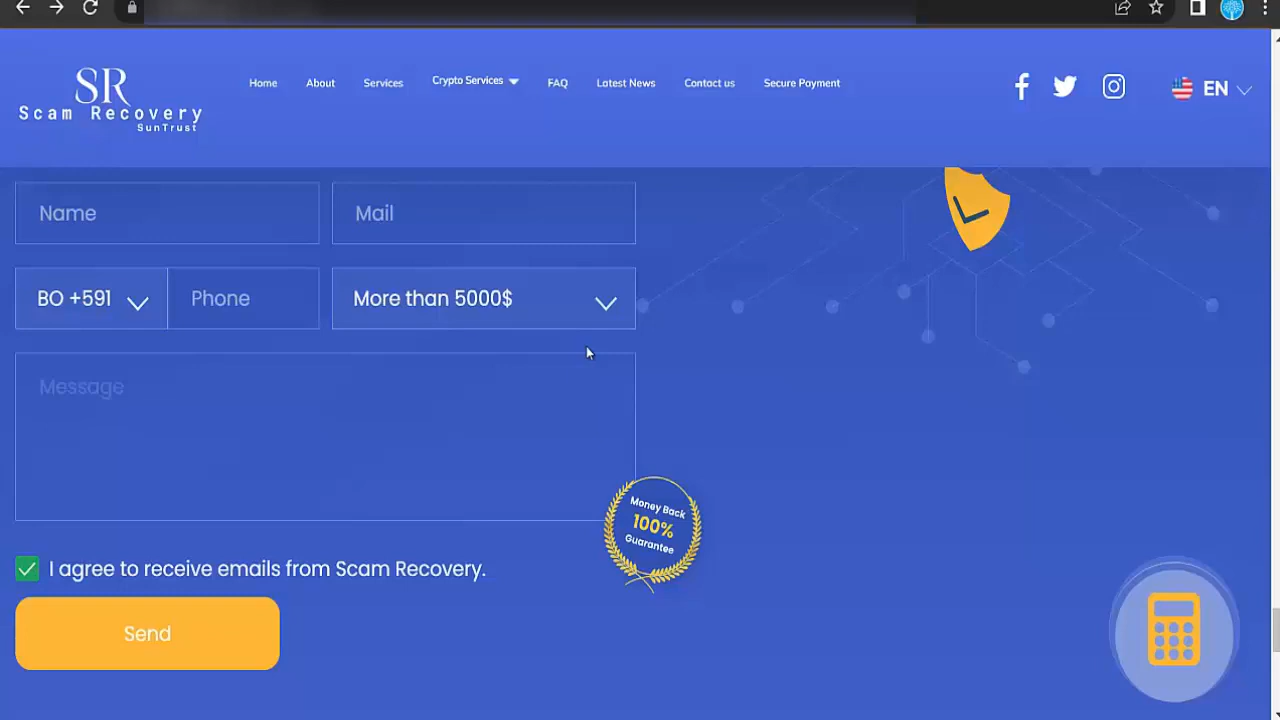 SR
Scam Recovery
SunTrust
Home About Services Crypto Services FAQ Latest News Contact us Secure Payment
EN
Name Mail
BO +591 Phone More than 5000$
Message
Money Back
100%
Guarantee
I agree to receive emails from Scam Recovery.
Send